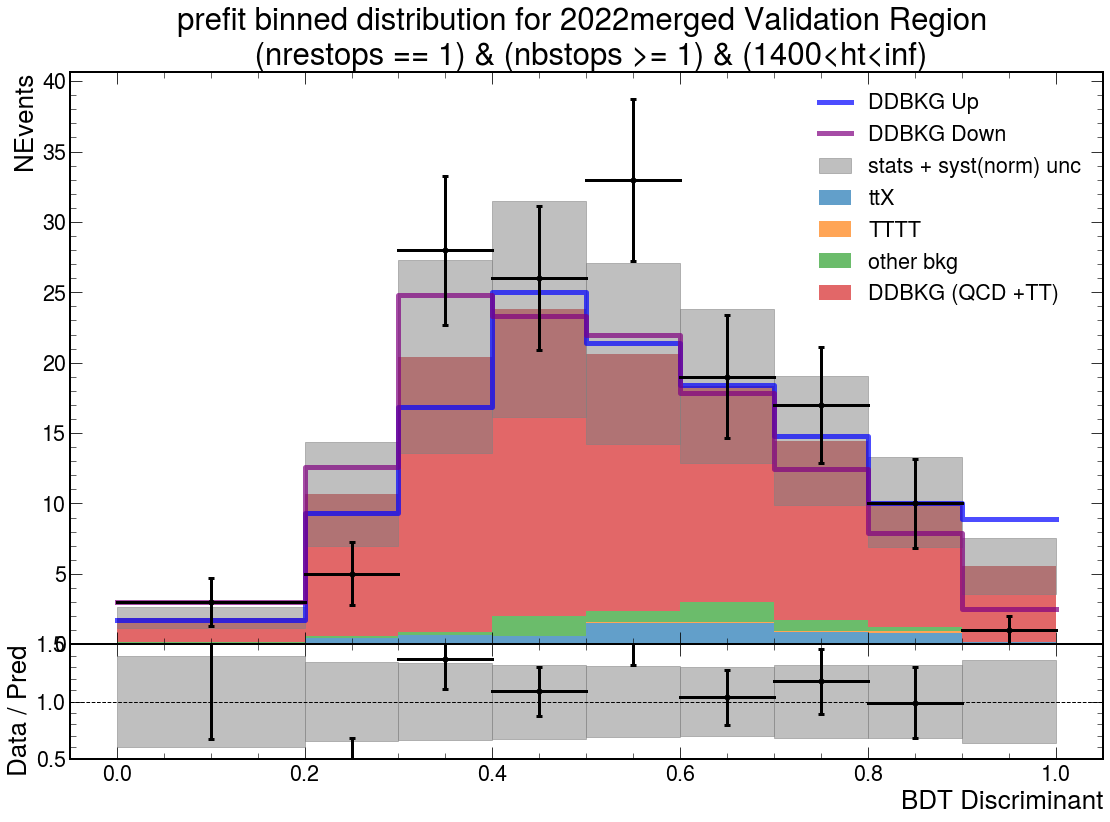 prefit binned distribution for 2022merged Validation Region
(nrestops == 1) & (nbstops >= 1) & (1400<ht<inf)
NEvents
40
35
30
25
20
15
10
5
0
DDBKG Up
DDBKG Down
stats + syst(norm) unc
ttX
TTTT
other bkg
DDBKG (QCD +TT)
Data / Pred
1.5
1.0
0.5
0.0 0.2 0.4 0.6 0.8 1.0
BDT Discriminant